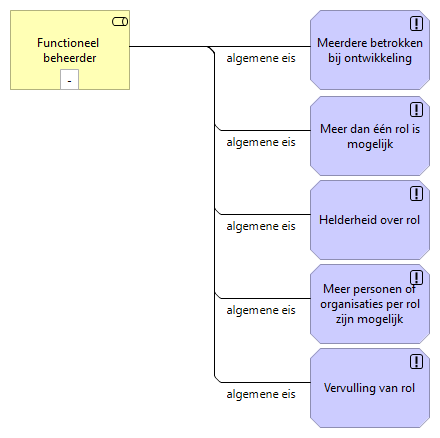 Functioneel
beheerder
-
algemene eis
Meerdere betrokken
bij ontwikkeling
algemene eis
Meer dan één rol is
mogelijk
algemene eis
Helderheid over rol
algemene eis
Meer personen of
organisaties per rol
zijn mogelijk
algemene eis
Vervulling van rol